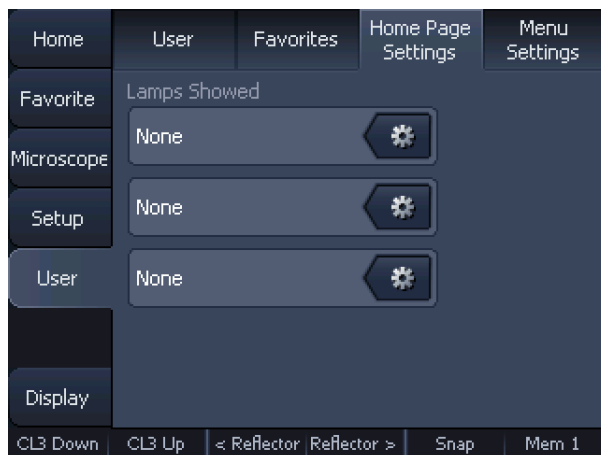 Home
User
Favorites
Home Page
Settings
Menu
Settings
Favorite
Microscope
Setup
User
Display
Lamps Showed
None
None
None
CL3 Down
CL3 Up
< Reflector
Reflector >
Snap
Mem 1